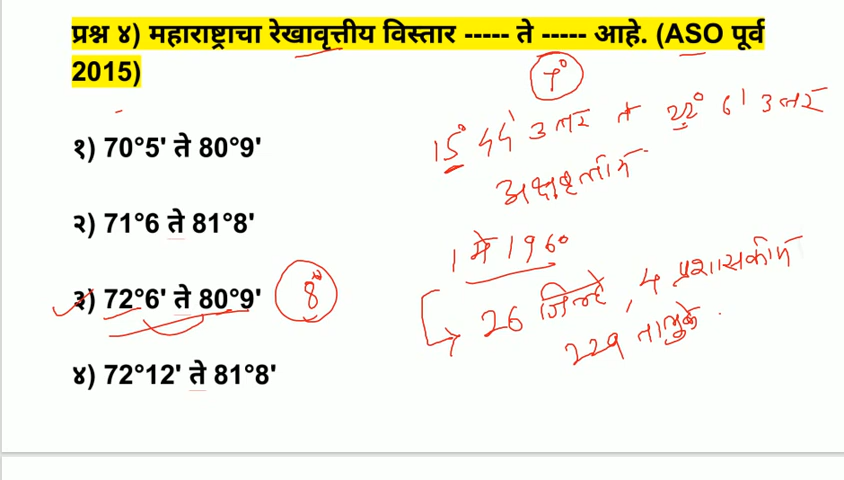 प्रश्न ४) महाराष्ट्राचा रेखावृत्तीय विस्तार ----- ते ----- आहे. (ASO पूर्व
2015)
7°
15° 44' उत्तर ते 22° 6' उत्तर
अक्षवृत्तीय
१) 70°5' ते 80°9'
२) 71°6 ते 81°8'
1 मे 1960
३) 72°6' ते 80°9'
8°
26 जिल्हे, 4 प्रशासकीय
229 तालुके.
४) 72°12' ते 81°8'